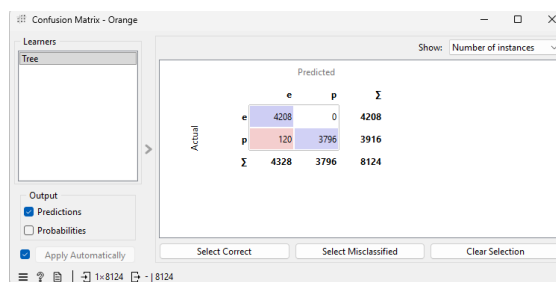 Confusion Matrix - Orange
Learners
Tree
Show: Number of instances
Predicted
e p Σ
Actual
e 4208 0 4208
p 120 3796 3916
Σ 4328 3796 8124
Output
Predictions
Probabilities
Apply Automatically
Select Correct Select Misclassified Clear Selection
? 1×8124 - | 8124